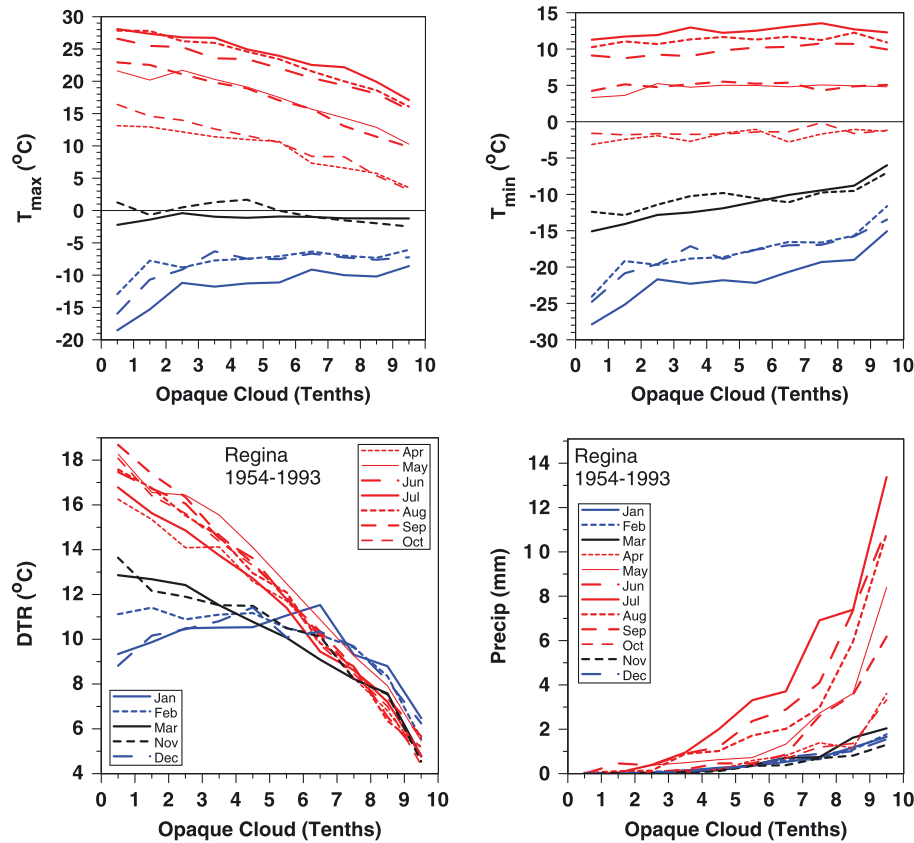 30
25
20
15
10
5
0
-5
-10
-15
-20
Tmax (oC)
0 1 2 3 4 5 6 7 8 9 10
Opaque Cloud (Tenths)
15
10
5
0
-5
-10
-15
-20
-25
-30
Tmin (oC)
0 1 2 3 4 5 6 7 8 9 10
Opaque Cloud (Tenths)
18
16
14
12
10
8
6
4
DTR (oC)
Regina
1954-1993
Apr
May
Jun
Jul
Aug
Sep
Oct
Jan
Feb
Mar
Nov
Dec
0 1 2 3 4 5 6 7 8 9 10
Opaque Cloud (Tenths)
14
12
10
8
6
4
2
0
Precip (mm)
Regina
1954-1993
Jan
Feb
Mar
Apr
May
Jun
Jul
Aug
Sep
Oct
Nov
Dec
0 1 2 3 4 5 6 7 8 9 10
Opaque Cloud (Tenths)